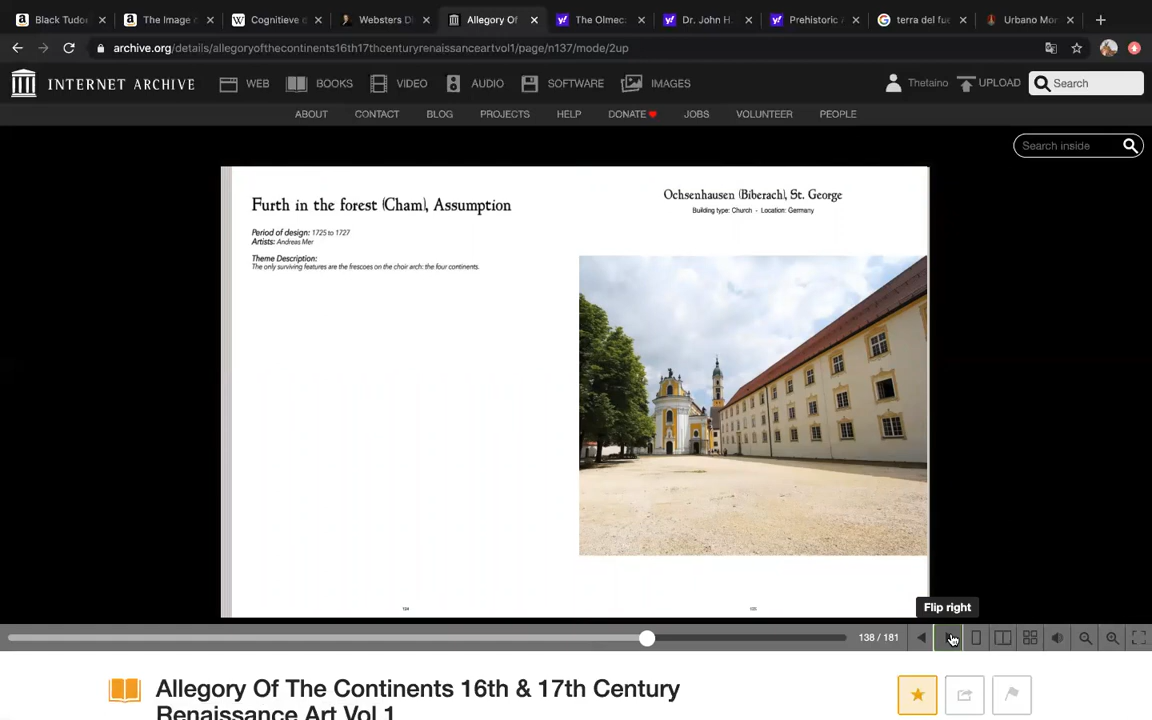 Black Tudo
The Image o
Cognitieve d
Websters Di
Allegory Of
The Olmec
Dr. John H.
Prehistoric A
terra del fue
Urbano Mor
archive.org/details/allegoryofthecontinents16th17thcenturyrenaissanceartvol1/page/n137/mode/2up
INTERNET ARCHIVE
WEB
BOOKS
VIDEO
AUDIO
SOFTWARE
IMAGES
Thetaino
UPLOAD
Search
ABOUT
CONTACT
BLOG
PROJECTS
HELP
DONATE
JOBS
VOLUNTEER
PEOPLE
Search inside
Furth in the forest (Cham), Assumption
Period of design: 1725 to 1727
Artists: Andreas Mer
Theme Description:
The only surviving features are the frescoes on the choir arch: the four continents.
134
Ochsenhausen (Biberach), St. George
Building type: Church - Location: Germany
135
Flip right
138 / 181
Allegory Of The Continents 16th & 17th Century
Renaissance Art Vol 1